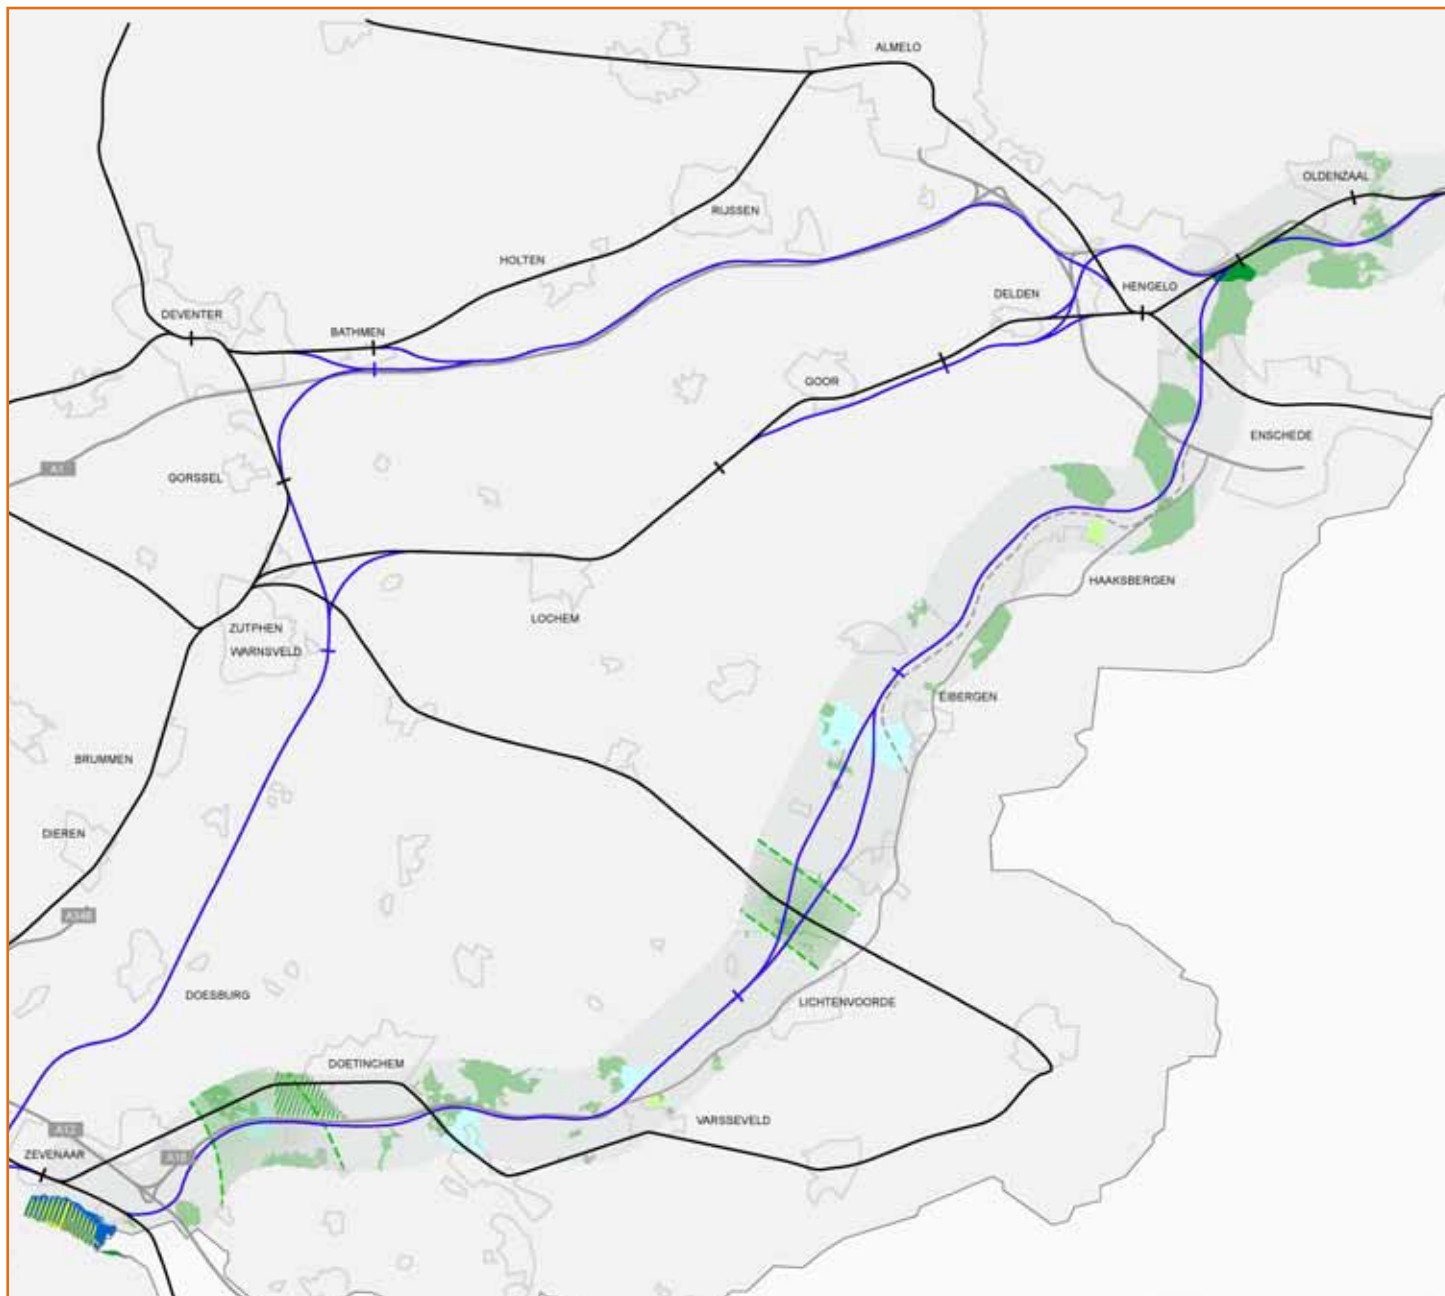 ALMELO
OLDENZAAL
RIJSSEN
HOLTEN
DELDEN
HENGELO
DEVENTER
BATHMEN
GOOR
ENSCHEDE
A1
GORSSEL
HAAKSBERGEN
LOCHEM
ZUTPHEN
WARNSVELD
EIBERGEN
BRUMMEN
DIEREN
A348
DOESBURG
LICHTENVOORDE
DOETINCHEM
VARSSEVELD
A12
ZEVENAAR
A18